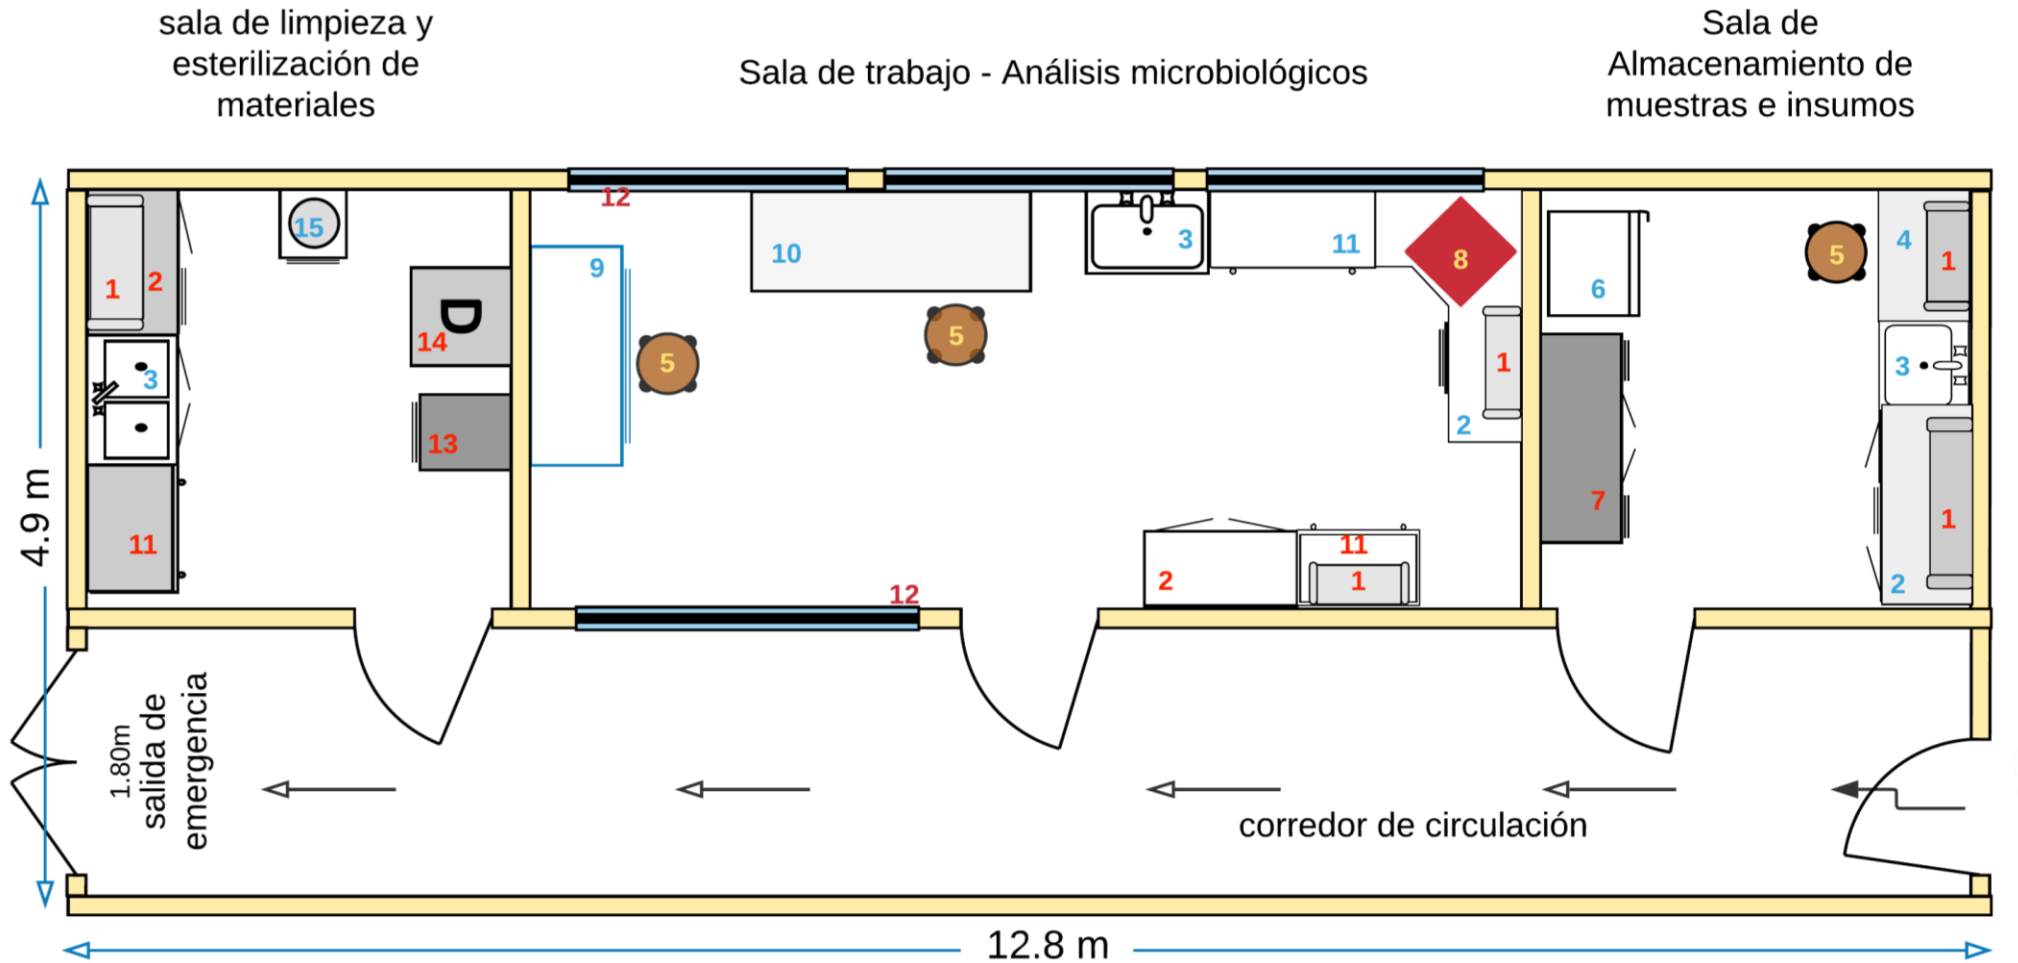 sala de limpieza y
esterilización de
materiales
Sala de trabajo - Análisis microbiológicos
Sala de
Almacenamiento de
muestras e insumos
12
1
2
15
3
14
D
13
11
9
10
5
5
3
11
8
1
2
2
11
1
12
6
7
5
4
1
3
1
2
4.9 m
1.80m
salida de
emergencia
corredor de circulación
12.8 m